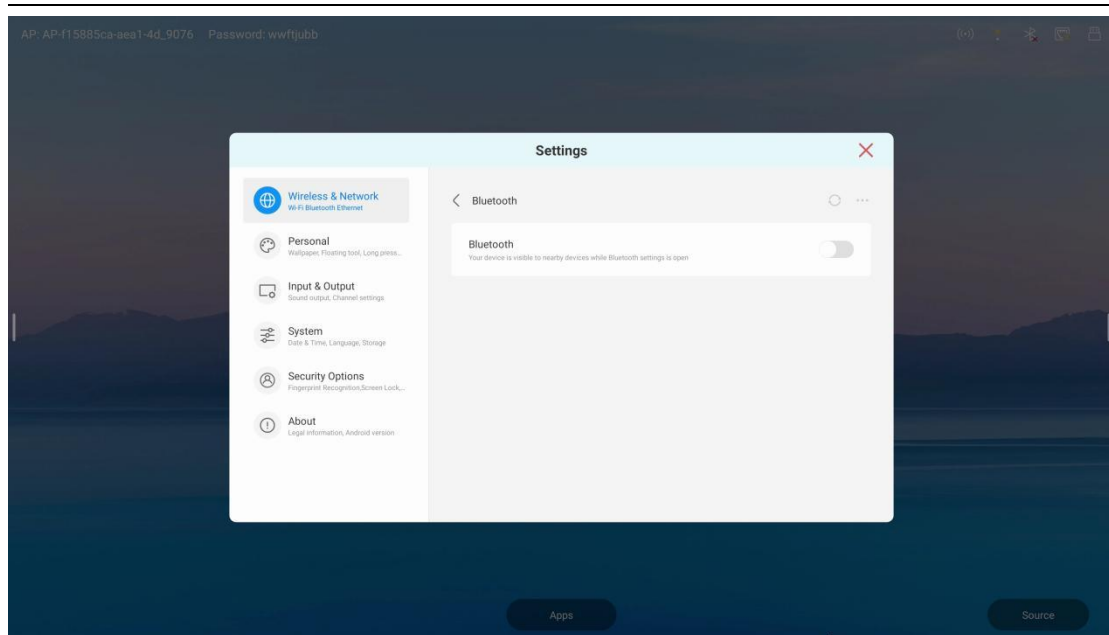 AP: AP-f15885ca-aea1-4d_9076 Password: wwftjubb
Settings
Wireless & Network
Wi-Fi Bluetooth Ethernet
Personal
Wallpaper, Floating tool, Long press...
Input & Output
Sound output, Channel settings
System
Date & Time, Language, Storage
Security Options
Fingerprint Recognition,Screen Lock,...
About
Legal information, Android version
Bluetooth
Bluetooth
Your device is visible to nearby devices while Bluetooth settings is open
Apps
Source